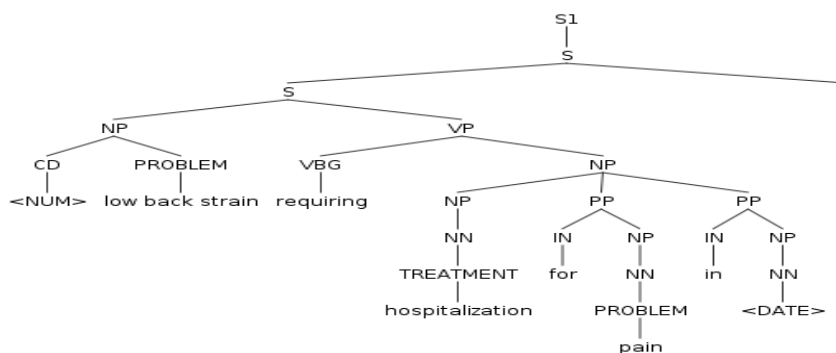 S1
S
S
NP VP
CD PROBLEM VBG NP
<NUM> low back strain requiring NP PP PP
NN IN NP IN NP
TREATMENT for NN in NN
hospitalization PROBLEM <DATE>
pain